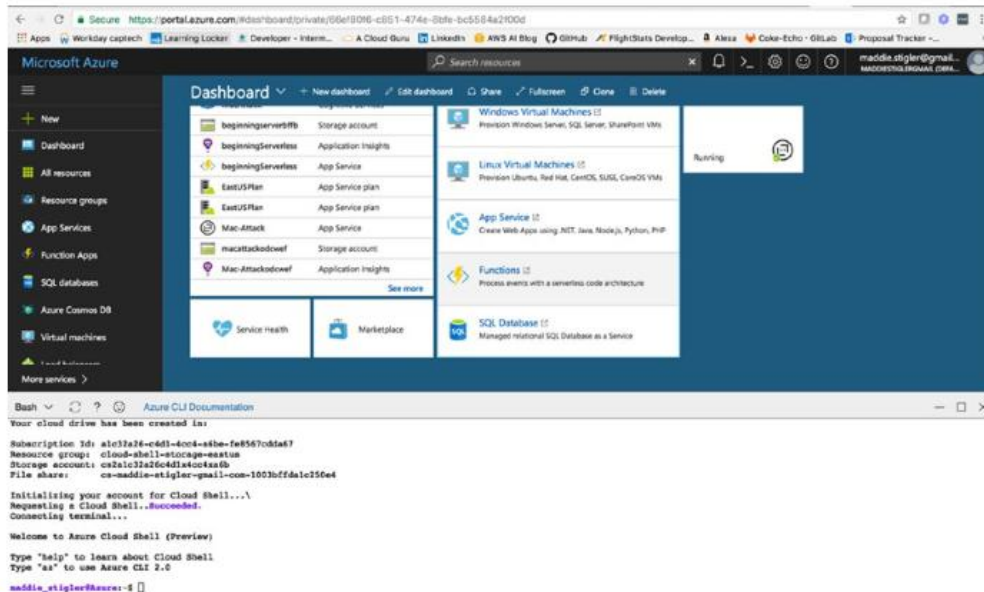 Secure https://portal.azure.com/#dashboard/private/
Apps Workday captech Learning Locker Developer - Interm... A Cloud Guru LinkedIn AWS AI Blog GitHub FlightStats Develop... Alexa Coke-Echo · GitLab Proposal Tracker -...
Microsoft Azure
Search resources
maddie.stigler@gmail...
Dashboard
+ New dashboard
Edit dashboard
Share
Fullscreen
Clone
Delete
New
Dashboard
All resources
Resource groups
App Services
Function Apps
SQL databases
Azure Cosmos DB
Virtual machines
Load balancers
More services >
beginningserverbffb Storage account
beginningServerless Application Insights
beginningServerless App Service
EastUSPlan App Service plan
EastUSPlan App Service plan
Mac-Attack App Service
macattackodowef Storage account
Mac-Attackodowef Application Insights
See more
Service Health
Marketplace
Windows Virtual Machines
Provision Windows Server, SQL Server, SharePoint VMs
Linux Virtual Machines
Provision Ubuntu, Red Hat, CentOS, SUSE, CoreOS VMs
App Service
Create Web Apps using .NET, Java, Node.js, Python, PHP
Functions
Process events with a serverless code architecture
SQL Database
Managed relational SQL Database as a Service
Running
Bash
?
Azure CLI Documentation
Your cloud drive has been created in:
Subscription Id:
Resource group: cloud-shell-storage-eastus
Storage account:
File share:
Initializing your account for Cloud Shell...\
Requesting a Cloud Shell..Succeeded.
Connecting terminal...
Welcome to Azure Cloud Shell (Preview)
Type "help" to learn about Cloud Shell
Type "az" to use Azure CLI 2.0
maddie_stigler@Azure:~$